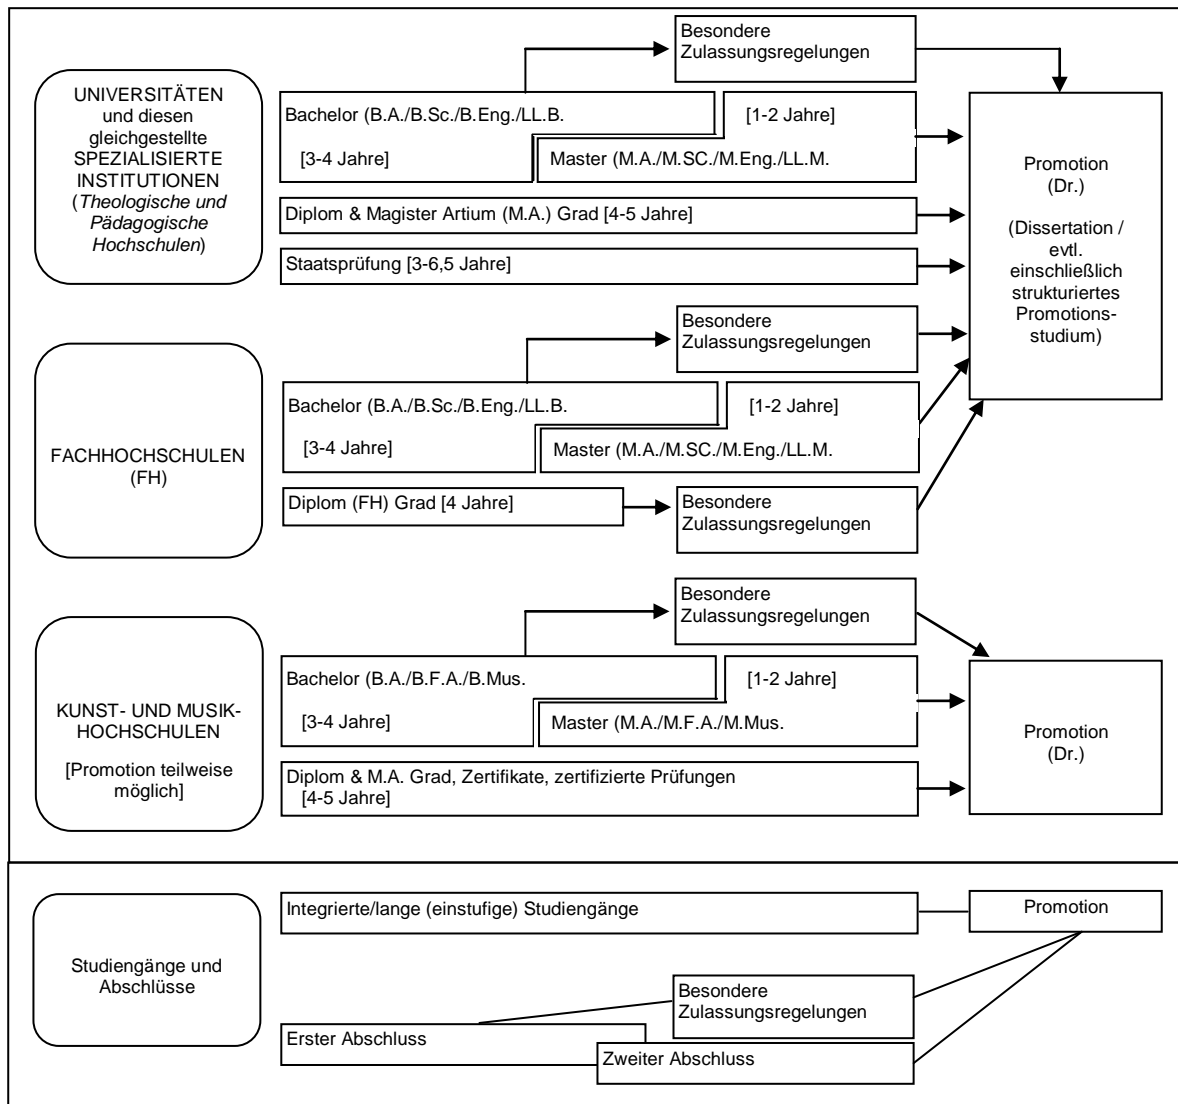 UNIVERSITÄTEN
und diesen
gleichgestellte
SPEZIALISIERTE
INSTITUTIONEN
(Theologische und
Pädagogische
Hochschulen)
Besondere
Zulassungsregelungen
Bachelor (B.A./B.Sc./B.Eng./LL.B.
[3-4 Jahre]
[1-2 Jahre]
Master (M.A./M.SC./M.Eng./LL.M.
Diplom & Magister Artium (M.A.) Grad [4-5 Jahre]
Staatsprüfung [3-6,5 Jahre]
Promotion
(Dr.)
(Dissertation /
evtl.
einschließlich
strukturiertes
Promotions-
studium)
FACHHOCHSCHULEN
(FH)
Besondere
Zulassungsregelungen
Bachelor (B.A./B.Sc./B.Eng./LL.B.
[3-4 Jahre]
[1-2 Jahre]
Master (M.A./M.SC./M.Eng./LL.M.
Diplom (FH) Grad [4 Jahre]
Besondere
Zulassungsregelungen
KUNST- UND MUSIK-
HOCHSCHULEN
[Promotion teilweise
möglich]
Besondere
Zulassungsregelungen
Bachelor (B.A./B.F.A./B.Mus.
[3-4 Jahre]
[1-2 Jahre]
Master (M.A./M.F.A./M.Mus.
Diplom & M.A. Grad, Zertifikate, zertifizierte Prüfungen
[4-5 Jahre]
Promotion
(Dr.)
Studiengänge und
Abschlüsse
Integrierte/lange (einstufige) Studiengänge
Promotion
Besondere
Zulassungsregelungen
Erster Abschluss
Zweiter Abschluss